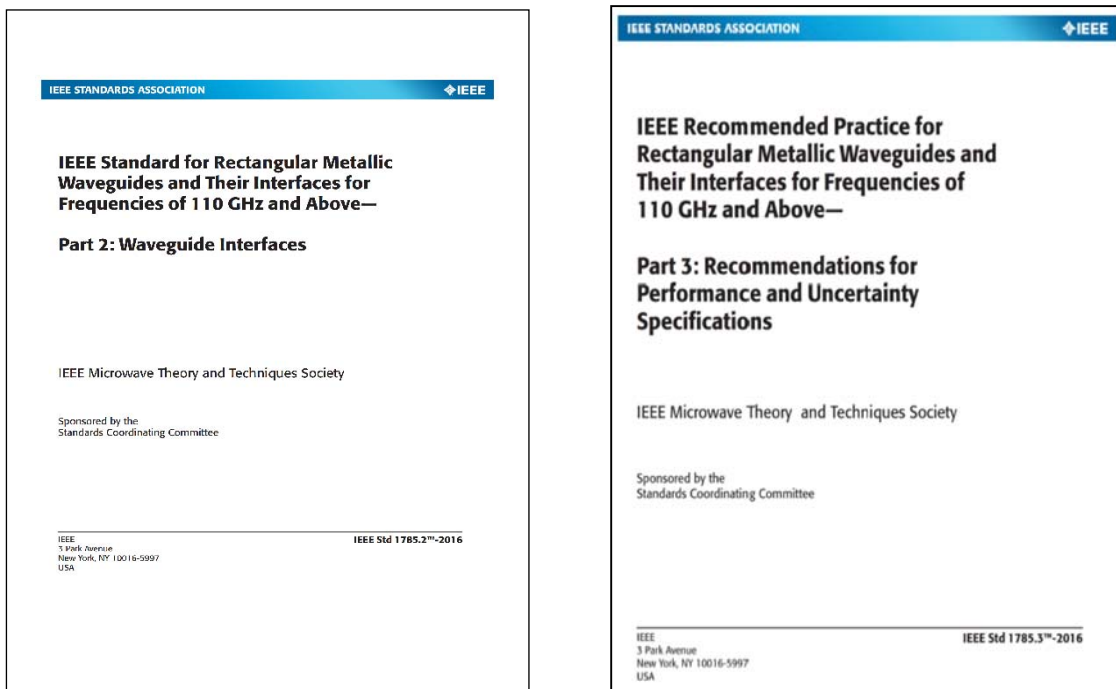 IEEE STANDARDS ASSOCIATION
IEEE
IEEE Standard for Rectangular Metallic
Waveguides and Their Interfaces for
Frequencies of 110 GHz and Above—
Part 2: Waveguide Interfaces
IEEE Microwave Theory and Techniques Society
Sponsored by the
Standards Coordinating Committee
IEEE
3 Park Avenue
New York, NY 10016-5997
USA
IEEE Std 1785.2™-2016
IEEE STANDARDS ASSOCIATION
IEEE
IEEE Recommended Practice for
Rectangular Metallic Waveguides and
Their Interfaces for Frequencies of
110 GHz and Above—
Part 3: Recommendations for
Performance and Uncertainty
Specifications
IEEE Microwave Theory and Techniques Society
Sponsored by the
Standards Coordinating Committee
IEEE
3 Park Avenue
New York, NY 10016-5997
USA
IEEE Std 1785.3™-2016